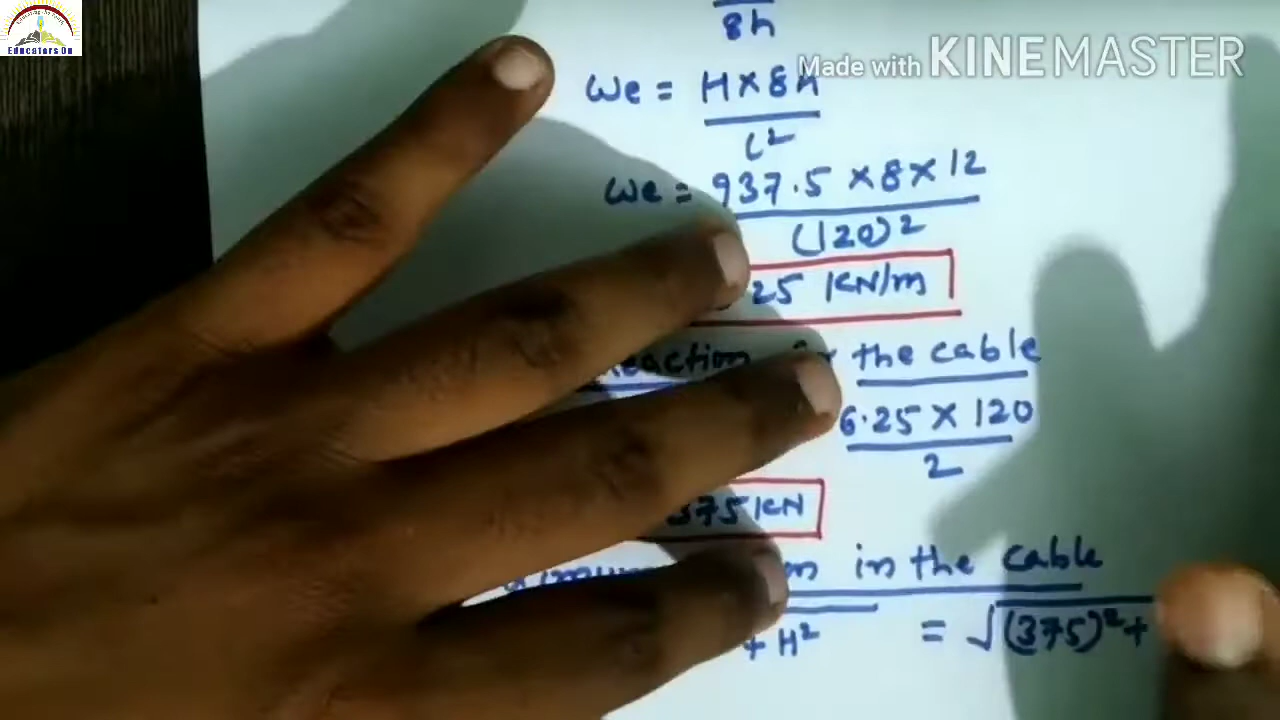 Educators On
Made with KINEMASTER
8h
We = H×8h
L²
We = 937.5 ×8×12
(120)²
25 KN/m
the cable
6.25 × 120
2
375 KN
in the cable
+ H² = √(375)² +